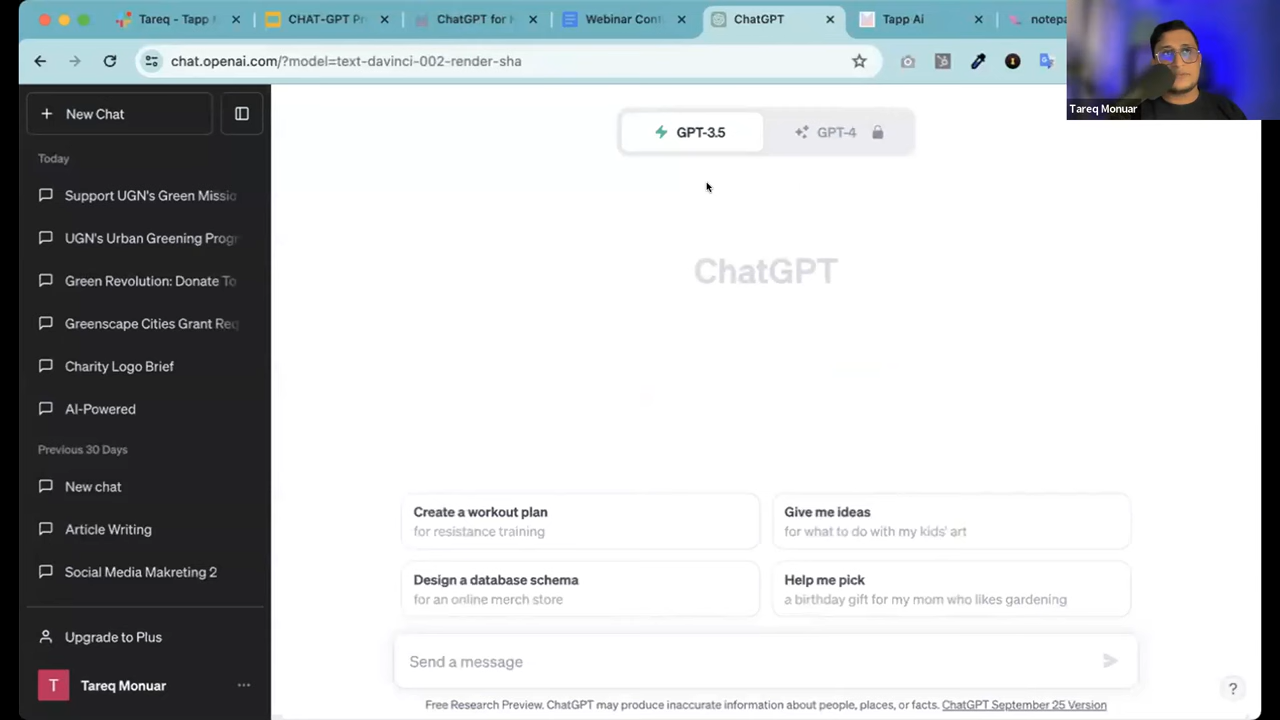 Tareq - Tapp
CHAT-GPT Pr
ChatGPT for
Webinar Con
ChatGPT
Tapp Ai
notepa
chat.openai.com/?model=text-davinci-002-render-sha
Tareq Monuar
New Chat
GPT-3.5
GPT-4
Today
Support UGN's Green Missio
UGN's Urban Greening Progr
Green Revolution: Donate To
Greenscape Cities Grant Req
Charity Logo Brief
AI-Powered
Previous 30 Days
New chat
Article Writing
Social Media Makreting 2
Upgrade to Plus
T Tareq Monuar
ChatGPT
Create a workout plan
for resistance training
Give me ideas
for what to do with my kids' art
Design a database schema
for an online merch store
Help me pick
a birthday gift for my mom who likes gardening
Send a message
Free Research Preview. ChatGPT may produce inaccurate information about people, places, or facts. ChatGPT September 25 Version
?